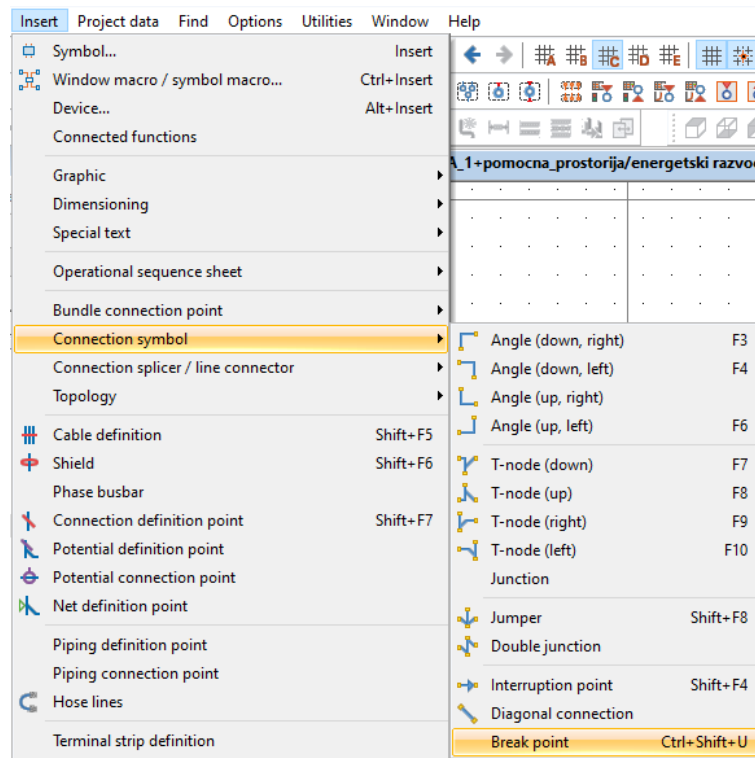 Insert Project data Find Options Utilities Window Help
Symbol... Insert
Window macro / symbol macro... Ctrl+Insert
Device... Alt+Insert
Connected functions
Graphic
Dimensioning
Special text
Operational sequence sheet
Bundle connection point
Connection symbol
Connection splicer / line connector
Topology
Cable definition Shift+F5
Shield Shift+F6
Phase busbar
Connection definition point Shift+F7
Potential definition point
Potential connection point
Net definition point
Piping definition point
Piping connection point
Hose lines
Terminal strip definition
A B C D E
A_1+pomocna_prostorija/energetski razvo
Angle (down, right) F3
Angle (down, left) F4
Angle (up, right)
Angle (up, left) F6
T-node (down) F7
T-node (up) F8
T-node (right) F9
T-node (left) F10
Junction
Jumper Shift+F8
Double junction
Interruption point Shift+F4
Diagonal connection
Break point Ctrl+Shift+U